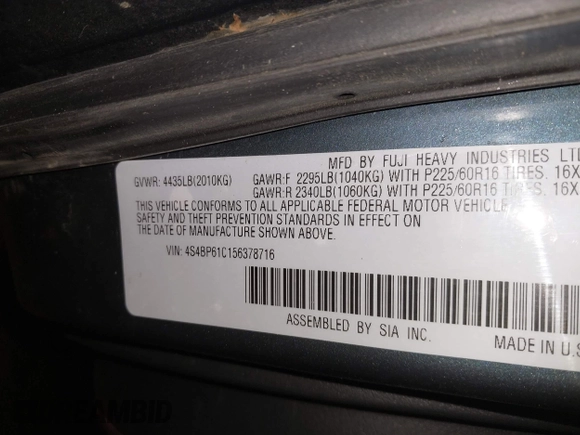 MFD BY FUJI HEAVY INDUSTRIES LTD
GVWR: 4435LB(2010KG) GAWR:F 2295LB(1040KG) WITH P225/60R16 TIRES. 16X
GAWR:R 2340LB(1060KG) WITH P225/60R16 TIRES. 16X
THIS VEHICLE CONFORMS TO ALL APPLICABLE FEDERAL MOTOR VEHICLE
SAFETY AND THEFT PREVENTION STANDARDS IN EFFECT ON
THE DATE OF MANUFACTURE SHOWN ABOVE.
VIN: 4S4BP61C156378716
ASSEMBLED BY SIA INC.
MADE IN U.S